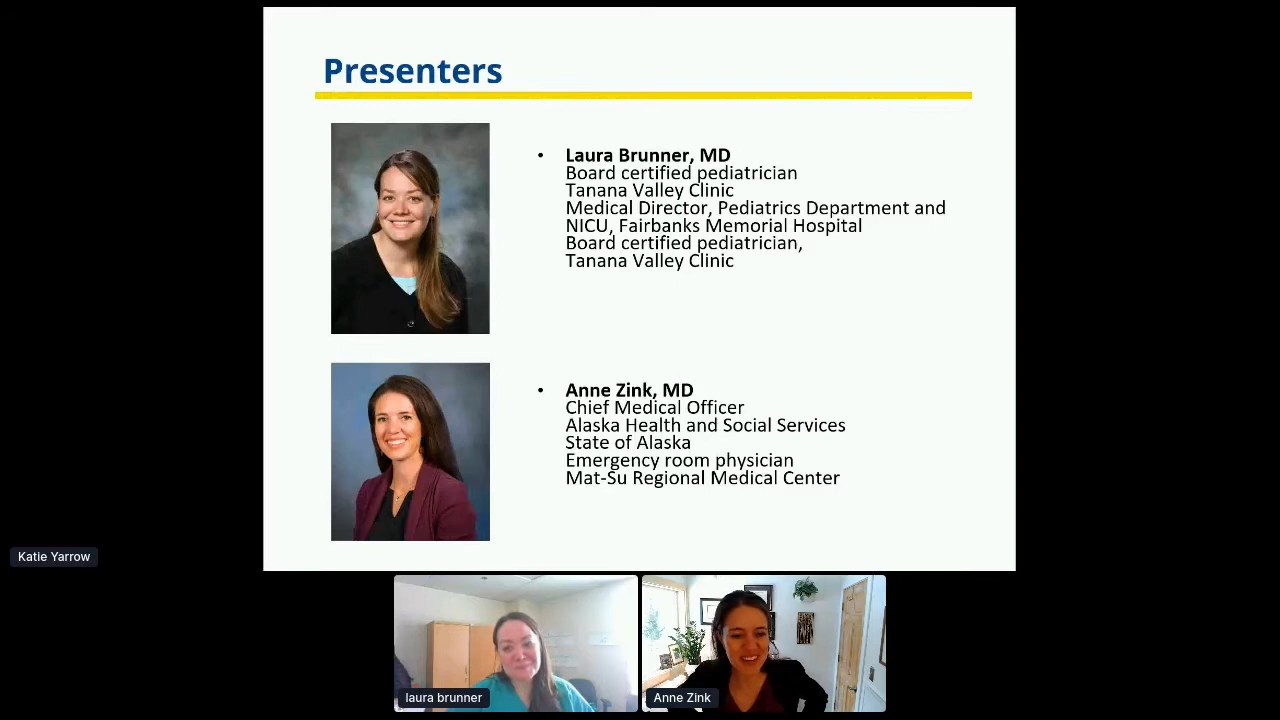 Presenters
• Laura Brunner, MD
Board certified pediatrician
Tanana Valley Clinic
Medical Director, Pediatrics Department and
NICU, Fairbanks Memorial Hospital
Board certified pediatrician,
Tanana Valley Clinic
• Anne Zink, MD
Chief Medical Officer
Alaska Health and Social Services
State of Alaska
Emergency room physician
Mat-Su Regional Medical Center
Katie Yarrow
laura brunner
Anne Zink